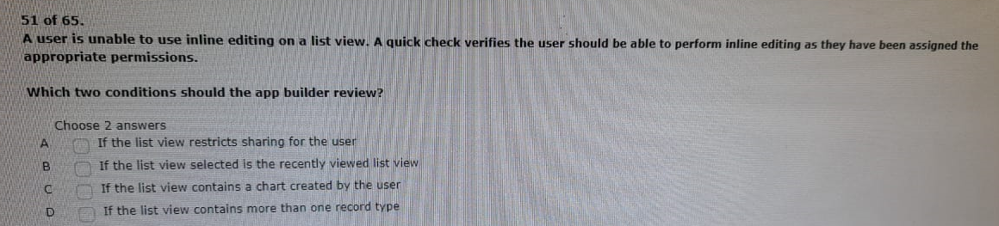 51 of 65.
A user is unable to use inline editing on a list view. A quick check verifies the user should be able to perform inline editing as they have been assigned the
appropriate permissions.
Which two conditions should the app builder review?
Choose 2 answers
A If the list view restricts sharing for the user
B If the list view selected is the recently viewed list view
C If the list view contains a chart created by the user
D If the list view contains more than one record type